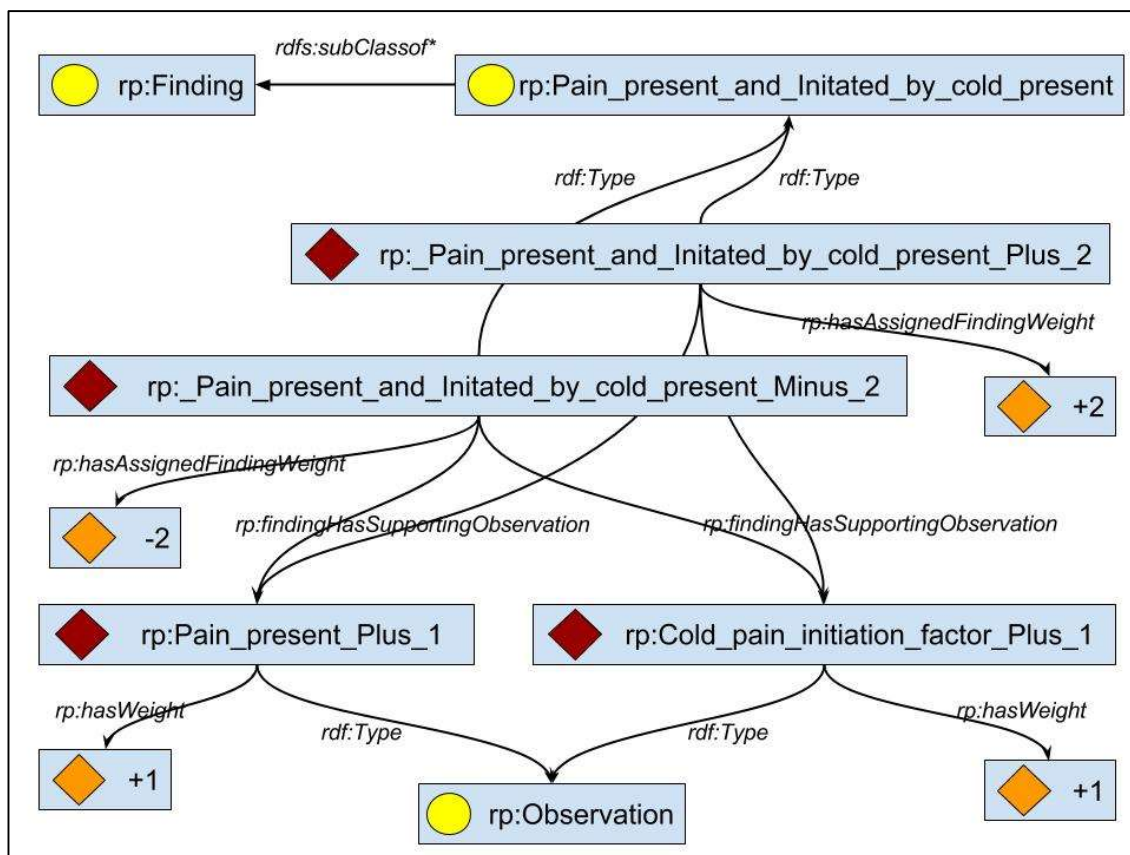 rdfs:subClassof*
rp:Finding
rp:Pain_present_and_Initated_by_cold_present
rdf:Type
rdf:Type
rp:_Pain_present_and_Initated_by_cold_present_Plus_2
rp:hasAssignedFindingWeight
rp:_Pain_present_and_Initated_by_cold_present_Minus_2
+2
rp:hasAssignedFindingWeight
-2
rp:findingHasSupportingObservation
rp:findingHasSupportingObservation
rp:Pain_present_Plus_1
rp:Cold_pain_initiation_factor_Plus_1
rp:hasWeight
rdf:Type
rdf:Type
rp:hasWeight
+1
rp:Observation
+1